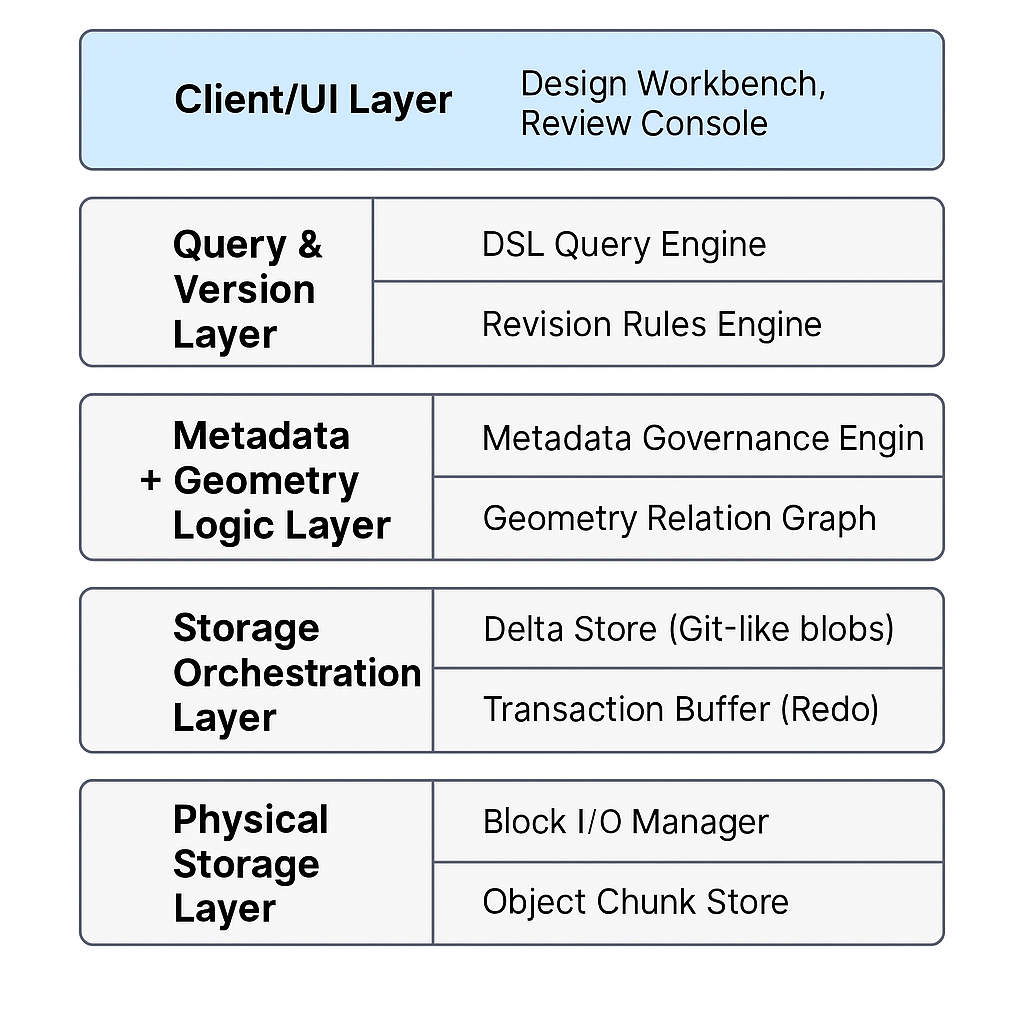 Client/UI Layer
Design Workbench,
Review Console
Query &
Version
Layer
DSL Query Engine
Revision Rules Engine
Metadata
+ Geometry
Logic Layer
Metadata Governance Engin
Geometry Relation Graph
Storage
Orchestration
Layer
Delta Store (Git-like blobs)
Transaction Buffer (Redo)
Physical
Storage
Layer
Block I/O Manager
Object Chunk Store